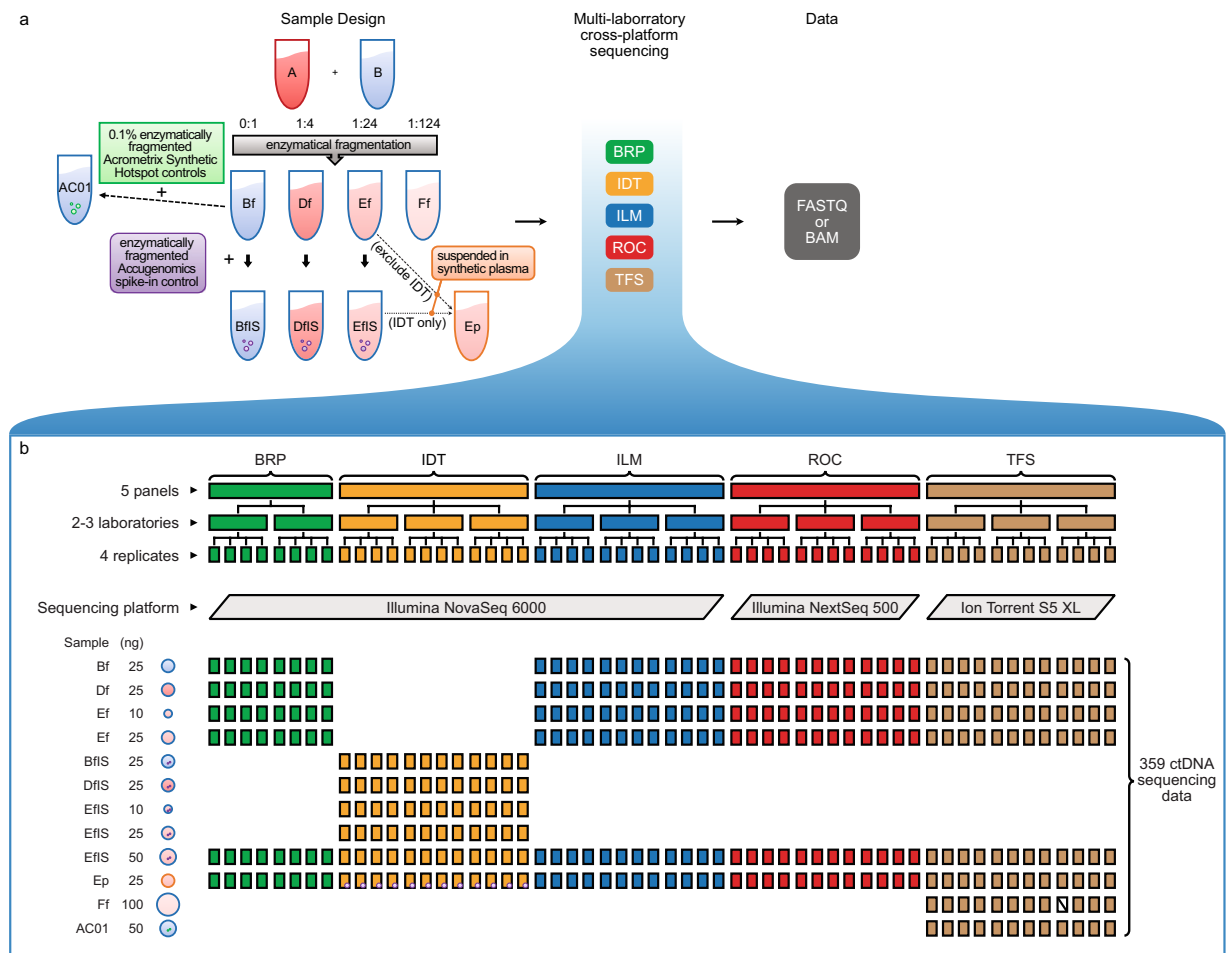 a
Sample Design
Multi-laborratory
cross-platform
sequencing
Data
A
+
B
0:1
1:4
1:24
1:124
enzymatical fragmentation
0.1% enzymatically
fragmented
Acrometrix Synthetic
Hotspot controls
+
AC01
Bf
Df
Ef
Ff
enzymatically
fragmented
Accugenomics
spike-in control
+
(exclude IDT)
suspended in
synthetic plasma
BfIS
DfIS
EfIS
(IDT only)
Ep
BRP
IDT
ILM
ROC
TFS
FASTQ
or
BAM
b
BRP
IDT
ILM
ROC
TFS
5 panels
2-3 laboratories
4 replicates
Sequencing platform
Illumina NovaSeq 6000
Illumina NextSeq 500
Ion Torrent S5 XL
Sample (ng)
Bf 25
Df 25
Ef 10
Ef 25
BfIS 25
DfIS 25
EfIS 10
EfIS 25
EfIS 50
Ep 25
Ff 100
AC01 50
359 ctDNA
sequencing
data